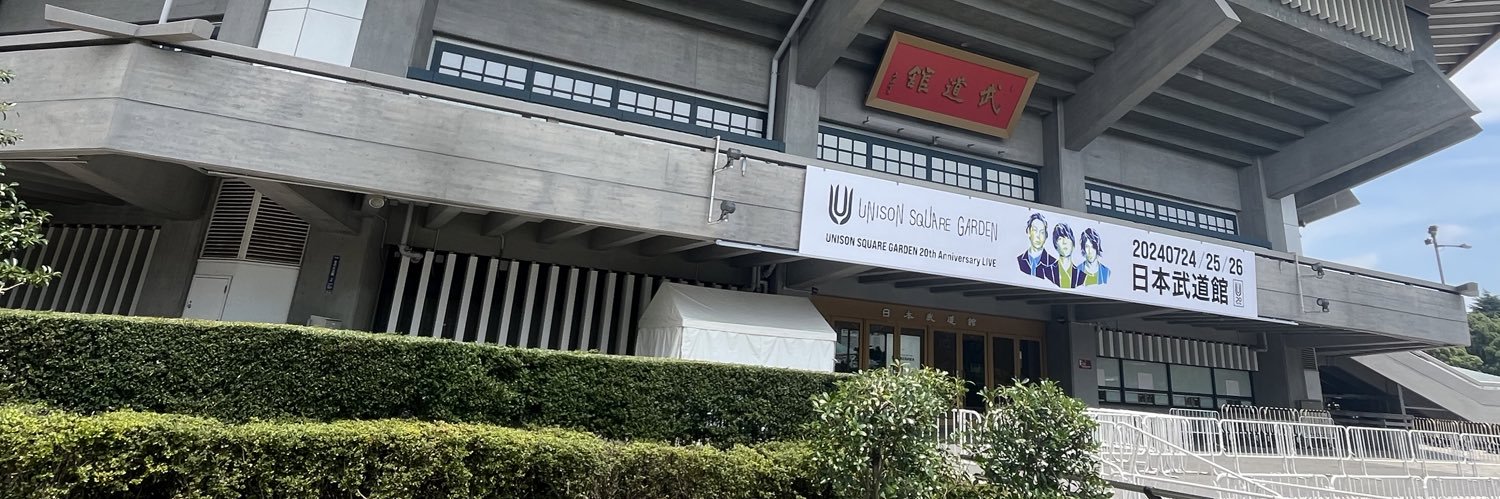 武道館
UNISON SQUARE GARDEN
UNISON SQUARE GARDEN 20th Anniversary LIVE
20240724/25/26
日本武道館
日本武道館